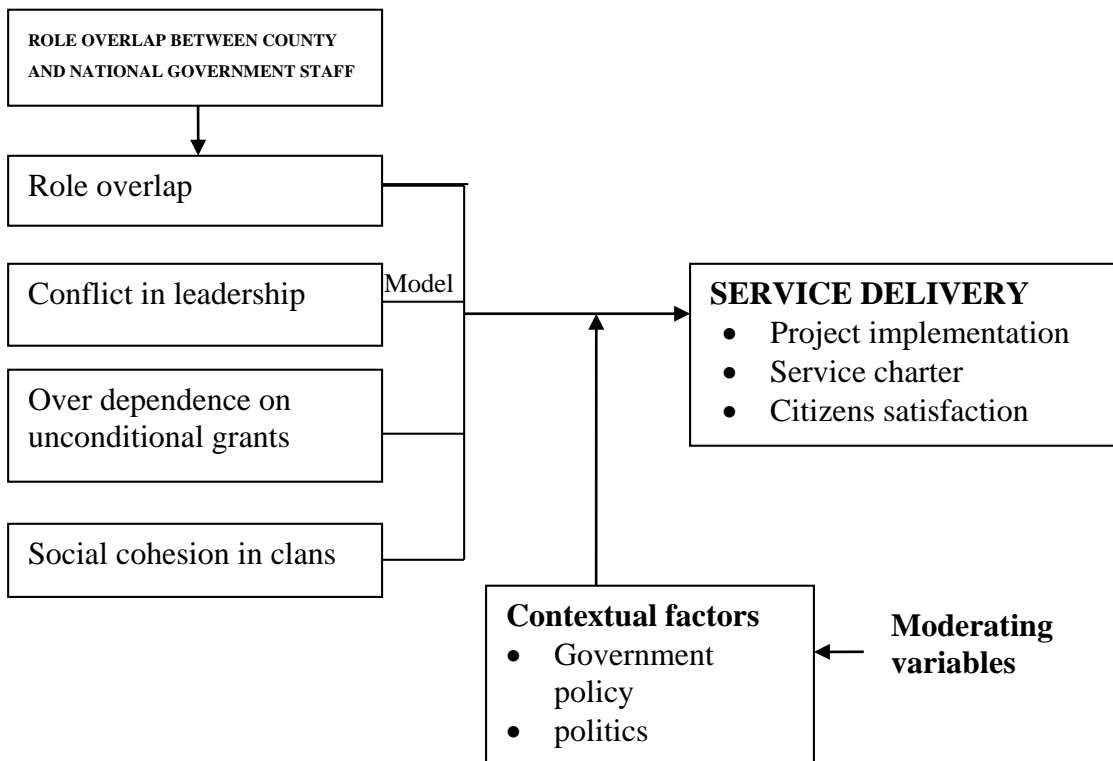 ROLE OVERLAP BETWEEN COUNTY
AND NATIONAL GOVERNMENT STAFF
Role overlap
Conflict in leadership
Model
Over dependence on
unconditional grants
Social cohesion in clans
SERVICE DELIVERY
• Project implementation
• Service charter
• Citizens satisfaction
Contextual factors
• Government
policy
• politics
Moderating
variables